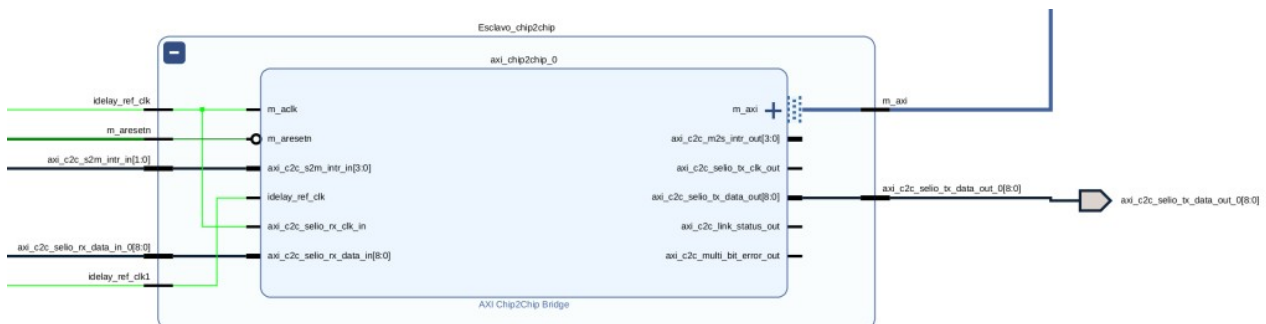 Esclavo_chip2chip
axi_chip2chip_0
idelay_ref_clk
m_aclk
m_axi
m_axi
m_aresetn
m_aresetn
axi_c2c_m2s_intr_out[3:0]
axi_c2c_s2m_intr_in[1:0]
axi_c2c_s2m_intr_in[3:0]
axi_c2c_selio_tx_clk_out
idelay_ref_clk
axi_c2c_selio_tx_data_out[8:0]
axi_c2c_selio_tx_data_out_0[8:0]
axi_c2c_selio_tx_data_out_0[8:0]
axi_c2c_selio_rx_clk_in
axi_c2c_link_status_out
axi_c2c_selio_rx_data_in_0[8:0]
axi_c2c_selio_rx_data_in[8:0]
axi_c2c_multi_bit_error_out
idelay_ref_clk1
AXI Chip2Chip Bridge